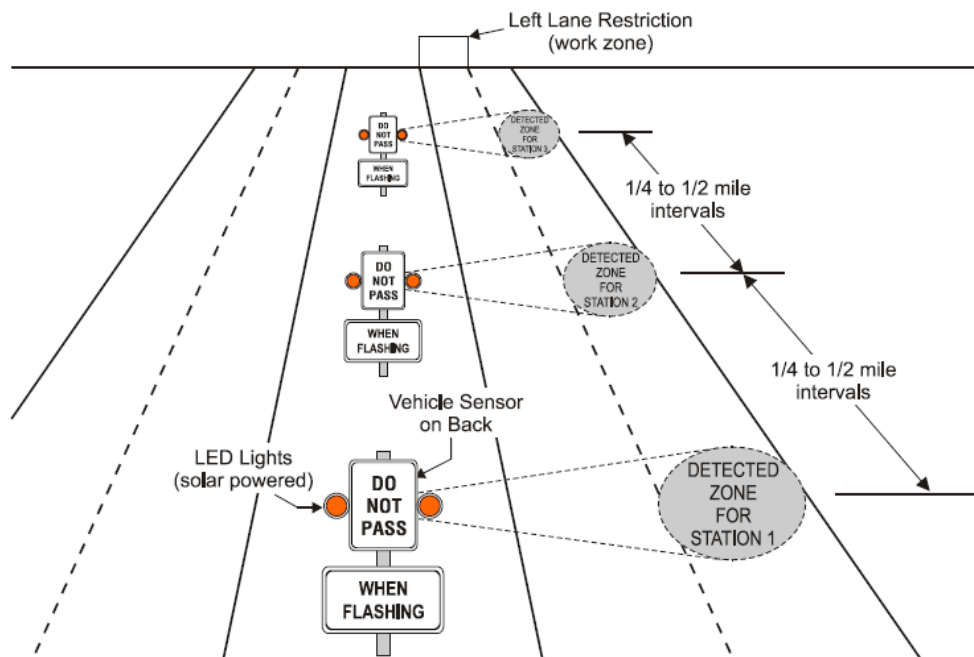 Left Lane Restriction
(work zone)
DO
NOT
PASS
WHEN
FLASHING
DETECTED
ZONE
FOR
STATION 3
1/4 to 1/2 mile
intervals
DO
NOT
PASS
WHEN
FLASHING
DETECTED
ZONE
FOR
STATION 2
1/4 to 1/2 mile
intervals
Vehicle Sensor
on Back
LED Lights
(solar powered)
DO
NOT
PASS
WHEN
FLASHING
DETECTED
ZONE
FOR
STATION 1